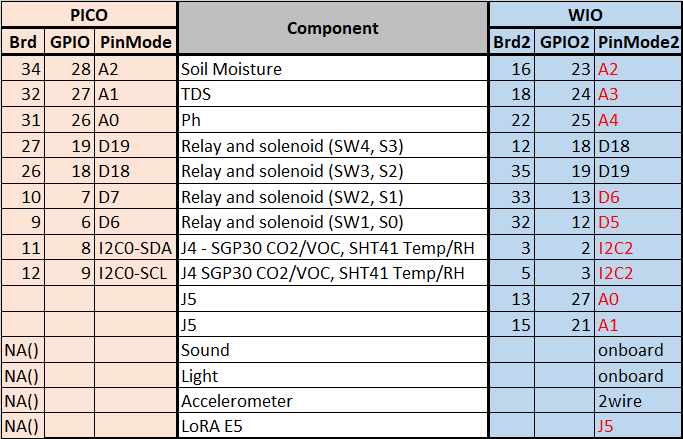 PICO Component WIO
Brd GPIO PinMode Brd2 GPIO2 PinMode2
34 28 A2 Soil Moisture 16 23 A2
32 27 A1 TDS 18 24 A3
31 26 A0 Ph 22 25 A4
27 19 D19 Relay and solenoid (SW4, S3) 12 18 D18
26 18 D18 Relay and solenoid (SW3, S2) 35 19 D19
10 7 D7 Relay and solenoid (SW2, S1) 33 13 D6
9 6 D6 Relay and solenoid (SW1, S0) 32 12 D5
11 8 I2C0-SDA J4 - SGP30 CO2/VOC, SHT41 Temp/RH 3 2 I2C2
12 9 I2C0-SCL J4 SGP30 CO2/VOC, SHT41 Temp/RH 5 3 I2C2
J5 13 27 A0
J5 15 21 A1
NA() Sound onboard
NA() Light onboard
NA() Accelerometer 2wire
NA() LoRA E5 J5